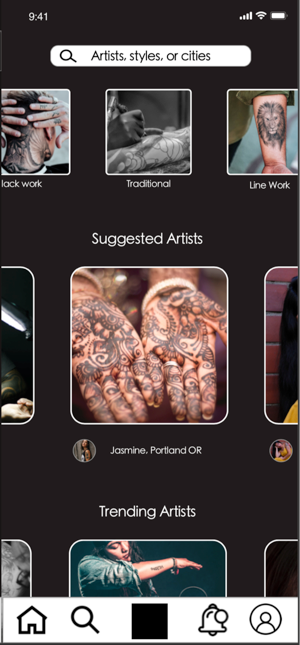 9:41
Artists, styles, or cities
lack work
Traditional
Line Work
Suggested Artists
Jasmine, Portland OR
Trending Artists